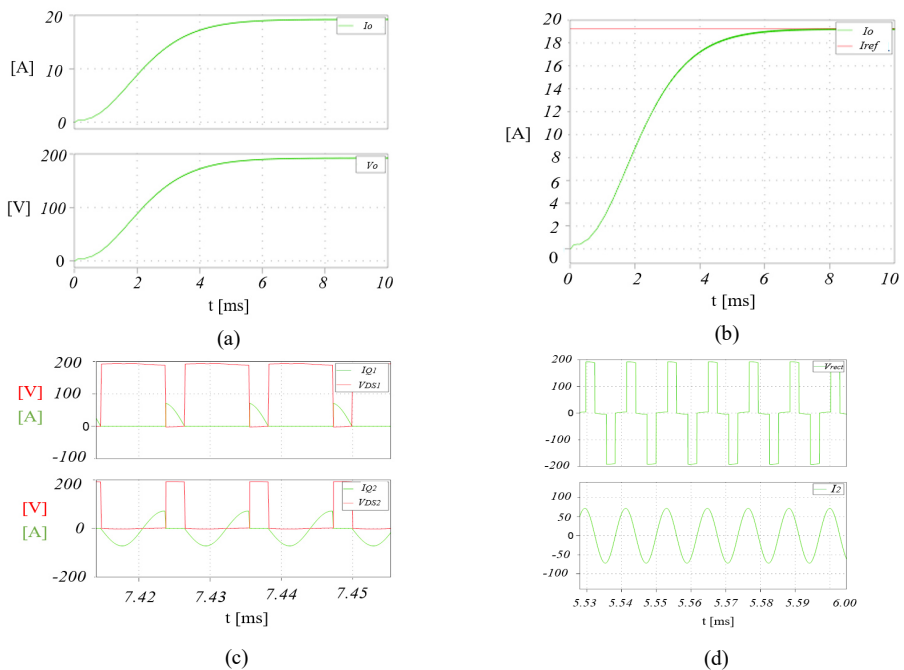 20
10
0
[A]
Io
200
100
0
[V]
Vo
0 2 4 6 8 10
t [ms]
(a)
20
18
16
14
12
10
8
6
4
2
0
[A]
Io
Iref
0 2 4 6 8 10
t [ms]
(b)
200
100
0
-100
[V]
[A]
IQ1
VDS1
200
0
-200
[V]
[A]
IQ2
VDS2
7.42 7.43 7.44 7.45
t [ms]
(c)
200
100
0
-100
-200
Vrect
100
50
0
-50
-100
I2
5.53 5.54 5.55 5.56 5.57 5.58 5.59 6.00
t [ms]
(d)